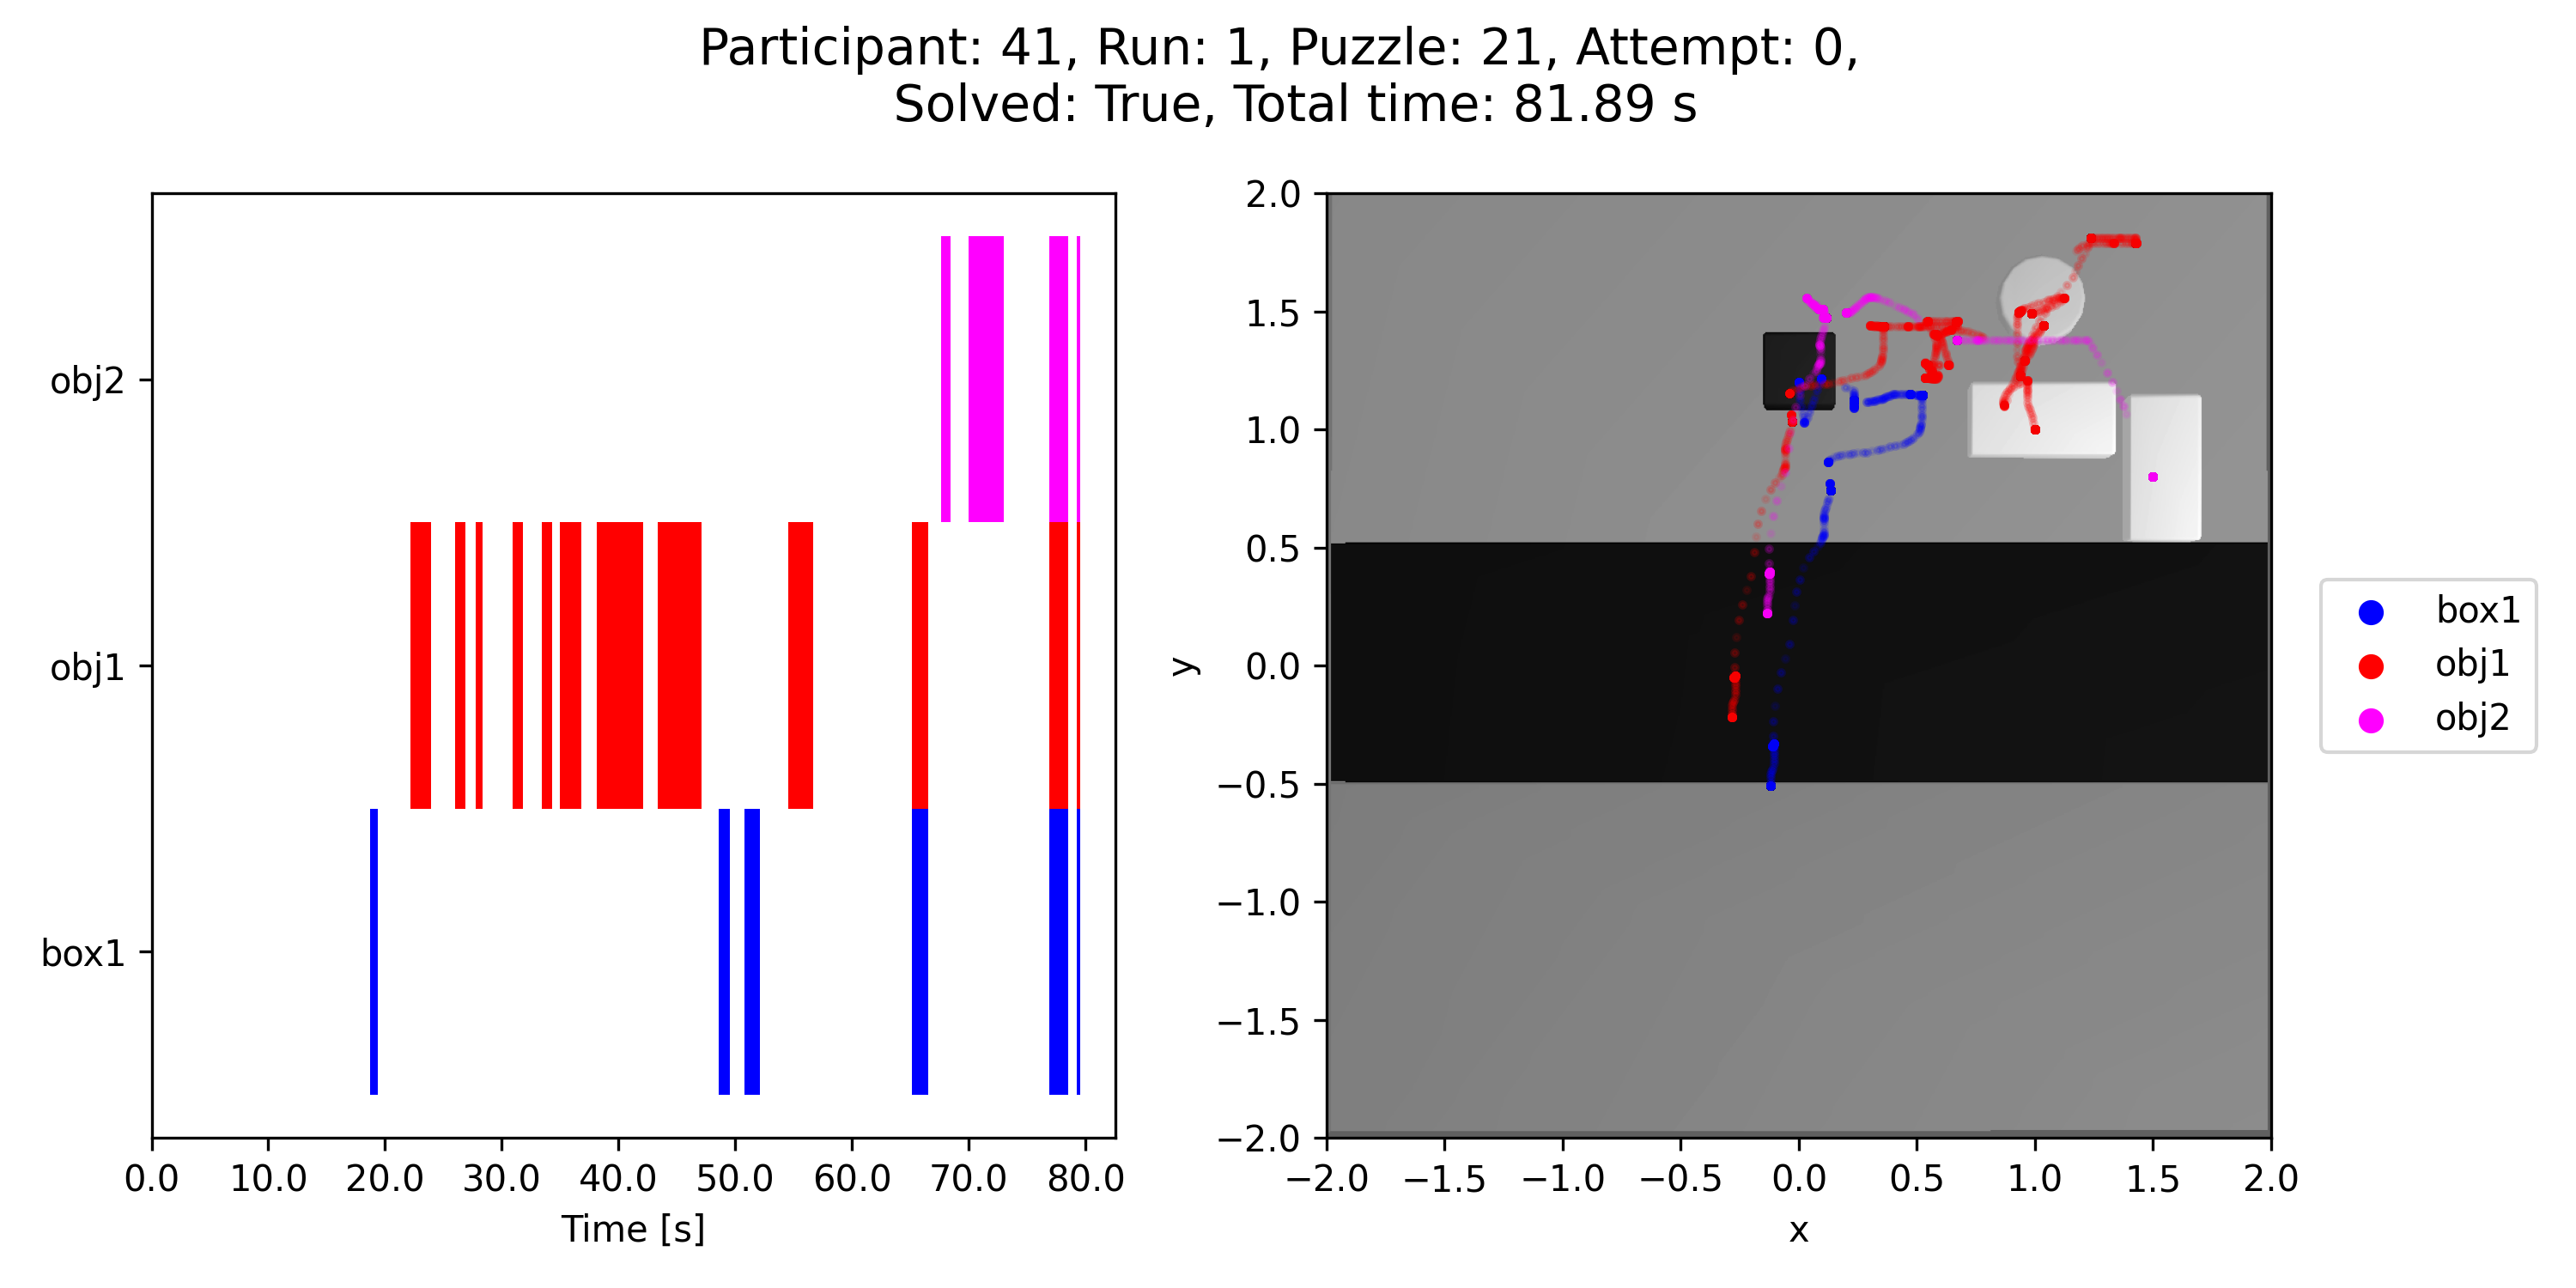 Participant: 41, Run: 1, Puzzle: 21, Attempt: 0,
Solved: True, Total time: 81.89 s
obj2
obj1
box1
0.0 10.0 20.0 30.0 40.0 50.0 60.0 70.0 80.0
Time [s]
2.0
1.5
1.0
0.5
0.0
−0.5
−1.0
−1.5
−2.0
y
−2.0 −1.5 −1.0 −0.5 0.0 0.5 1.0 1.5 2.0
x
box1
obj1
obj2